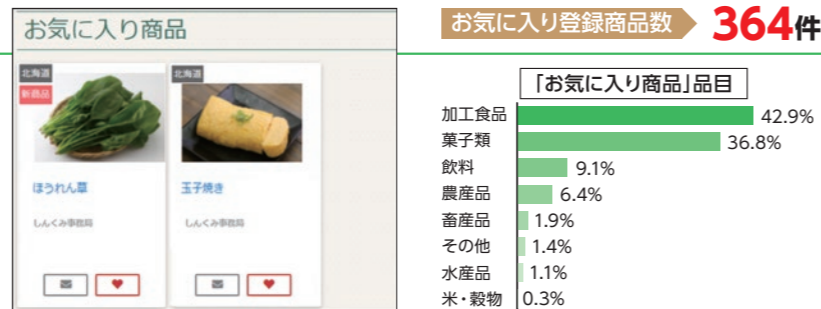 お気に入り商品
北海道
新商品
ほうれん草
しんくみ事務局
北海道
玉子焼き
しんくみ事務局
お気に入り登録商品数 364件
「お気に入り商品」品目
加工食品 42.9%
菓子類 36.8%
飲料 9.1%
農産品 6.4%
畜産品 1.9%
その他 1.4%
水産品 1.1%
米・穀物 0.3%